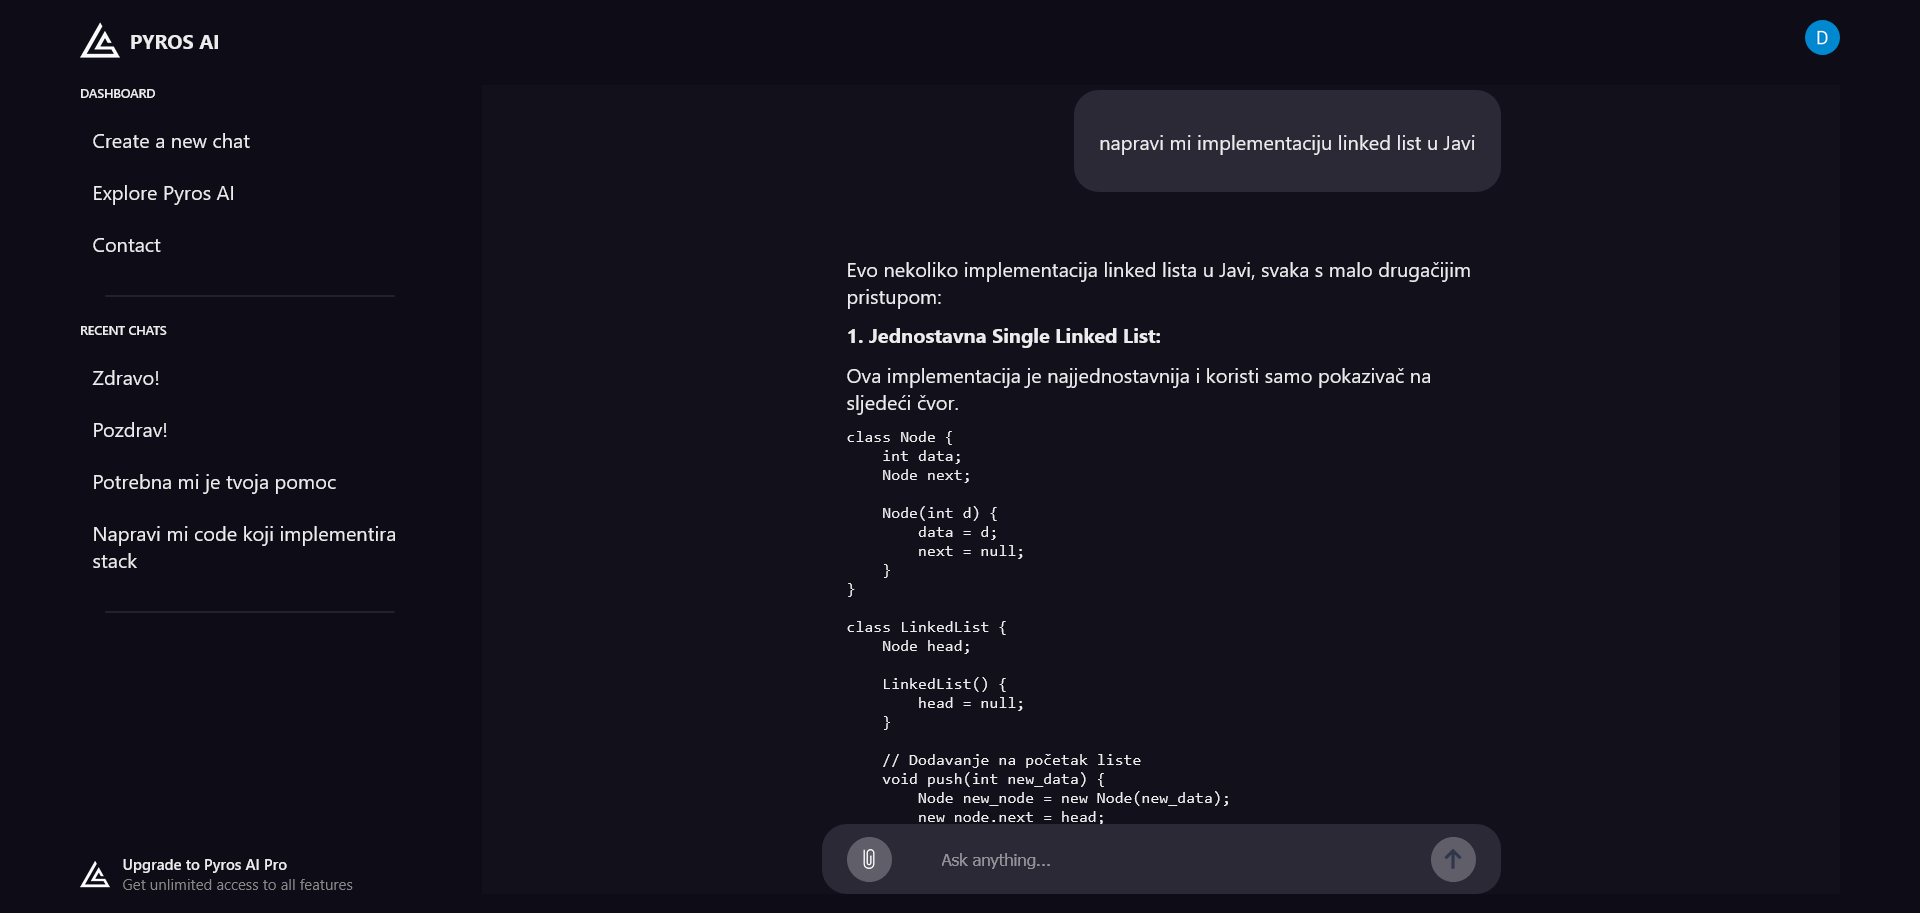 PYROS AI
D
DASHBOARD
Create a new chat
Explore Pyros AI
Contact
RECENT CHATS
Zdravo!
Pozdrav!
Potrebna mi je tvoja pomoc
Napravi mi code koji implementira
stack
Upgrade to Pyros AI Pro
Get unlimited access to all features
napravi mi implementaciju linked list u Javi
Evo nekoliko implementacija linked lista u Javi, svaka s malo drugačijim
pristupom:
1. Jednostavna Single Linked List:
Ova implementacija je najjednostavnija i koristi samo pokazivač na
sljedeći čvor.
class Node {
    int data;
    Node next;

    Node(int d) {
        data = d;
        next = null;
    }
}

class LinkedList {
    Node head;

    LinkedList() {
        head = null;
    }

    // Dodavanje na početak liste
    void push(int new_data) {
        Node new_node = new Node(new_data);
        new_node.next = head;
Ask anything...